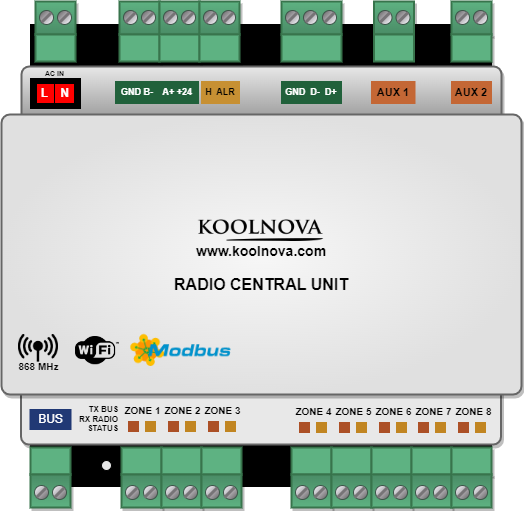 AC IN
L N
GND B- A+ +24
H ALR
GND D- D+
AUX 1
AUX 2
KOOLNOVA
www.koolnova.com
RADIO CENTRAL UNIT
868 MHz
WiFi
Modbus
BUS
TX BUS
RX RADIO
STATUS
ZONE 1 ZONE 2 ZONE 3
ZONE 4 ZONE 5 ZONE 6 ZONE 7 ZONE 8